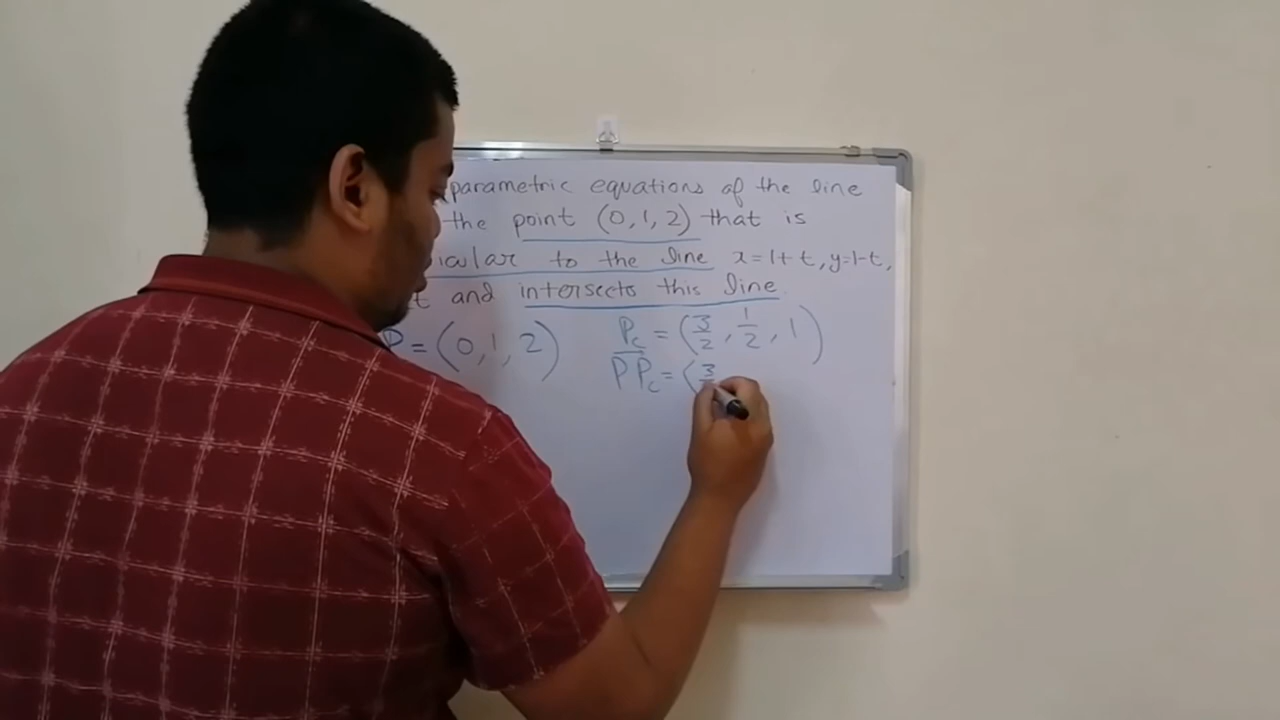 parametric equations of the line
the point (0, 1, 2) that is
icular to the line x=1+t, y=1-t,
t and intersects this line
P = (0, 1, 2) P_c = (3/2, 1/2, 1)
PP_c = ⟨3